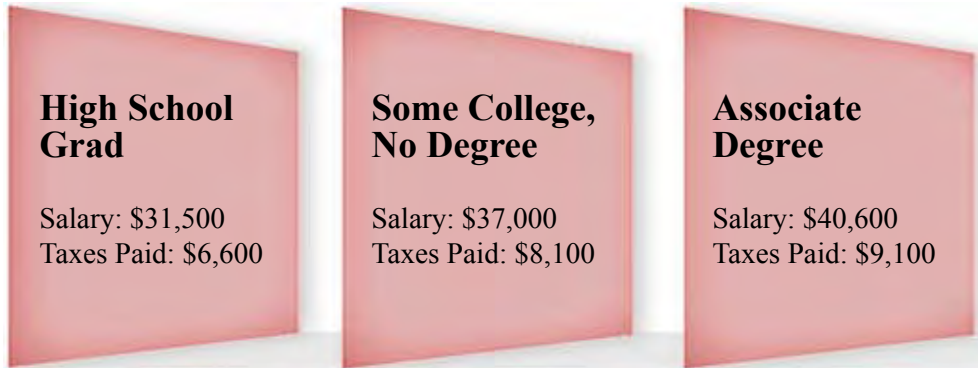 High School
Grad
Salary: $31,500
Taxes Paid: $6,600
Some College,
No Degree
Salary: $37,000
Taxes Paid: $8,100
Associate
Degree
Salary: $40,600
Taxes Paid: $9,100